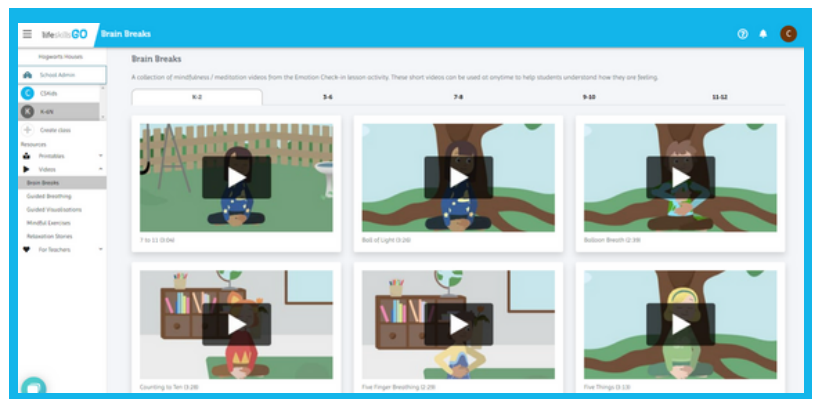 lifeskillsGO
Brain Breaks
C
Hogwarts Houses
School Admin
C
CSKids
K
Create class
Resources
Printables
Videos
Brain Breaks
Guided Breathing
Guided Visualisations
Mindful Exercises
Relaxation Stories
For Teachers
Brain Breaks
A collection of mindfulness / meditation videos from the Emotion Check-in lesson activity. These short videos can be used at anytime to help students understand how they are feeling.
K-2
3-6
7-8
9-10
11-12
7 to 11 (3:04)
Ball of Light (3:26)
Balloon Breath (2:39)
Counting to Ten (3:28)
Five Finger Breathing (2:29)
Five Things (3:13)